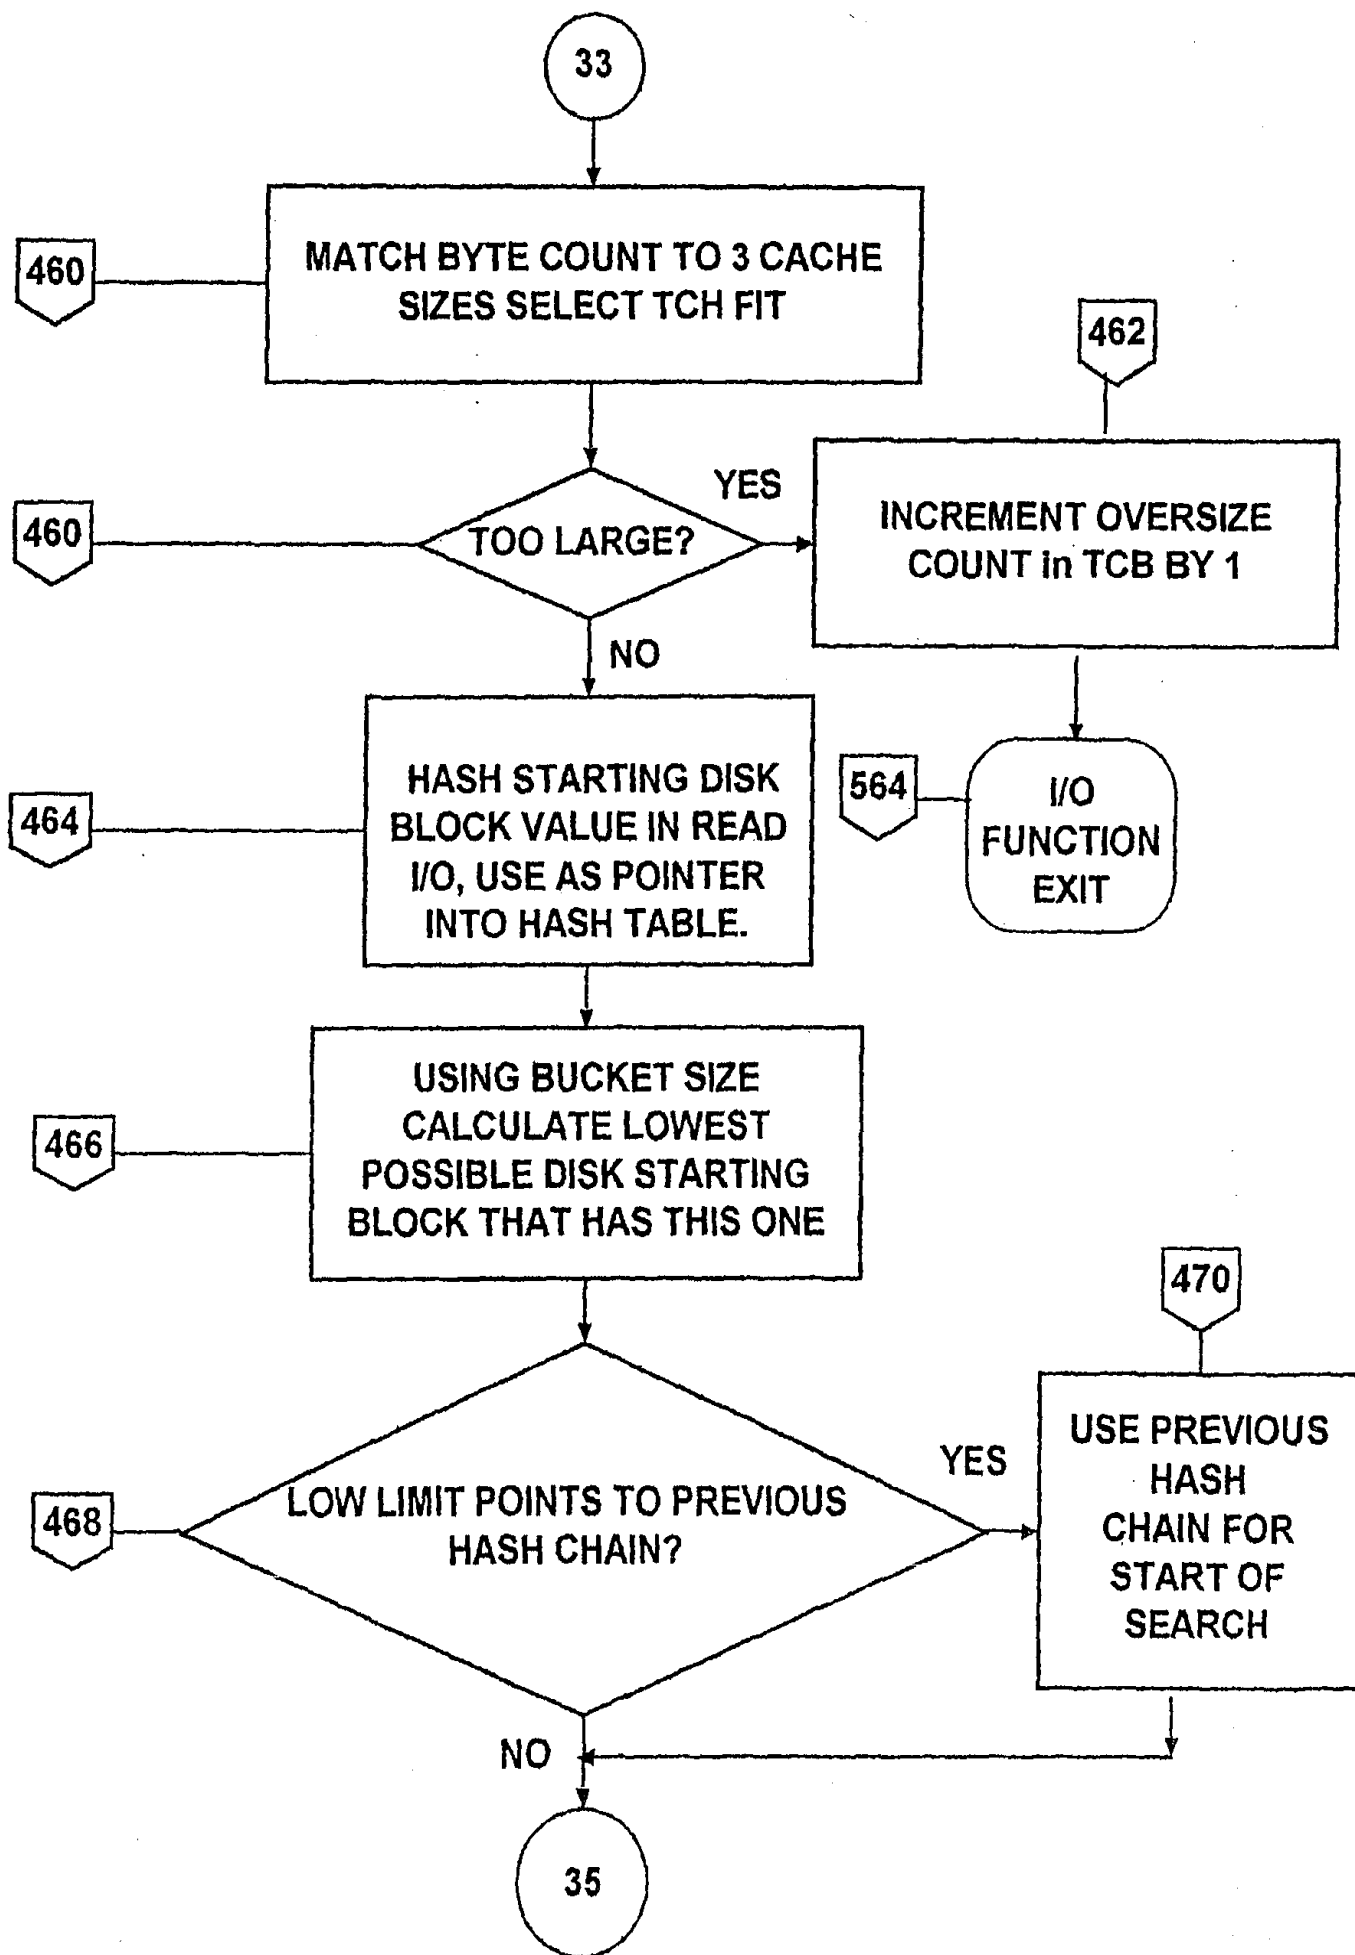 33
460
MATCH BYTE COUNT TO 3 CACHE
SIZES SELECT TCH FIT
462
460
TOO LARGE?
YES
INCREMENT OVERSIZE
COUNT in TCB BY 1
NO
464
HASH STARTING DISK
BLOCK VALUE IN READ
I/O, USE AS POINTER
INTO HASH TABLE.
564
I/O
FUNCTION
EXIT
466
USING BUCKET SIZE
CALCULATE LOWEST
POSSIBLE DISK STARTING
BLOCK THAT HAS THIS ONE
470
468
LOW LIMIT POINTS TO PREVIOUS
HASH CHAIN?
YES
USE PREVIOUS
HASH
CHAIN FOR
START OF
SEARCH
NO
35